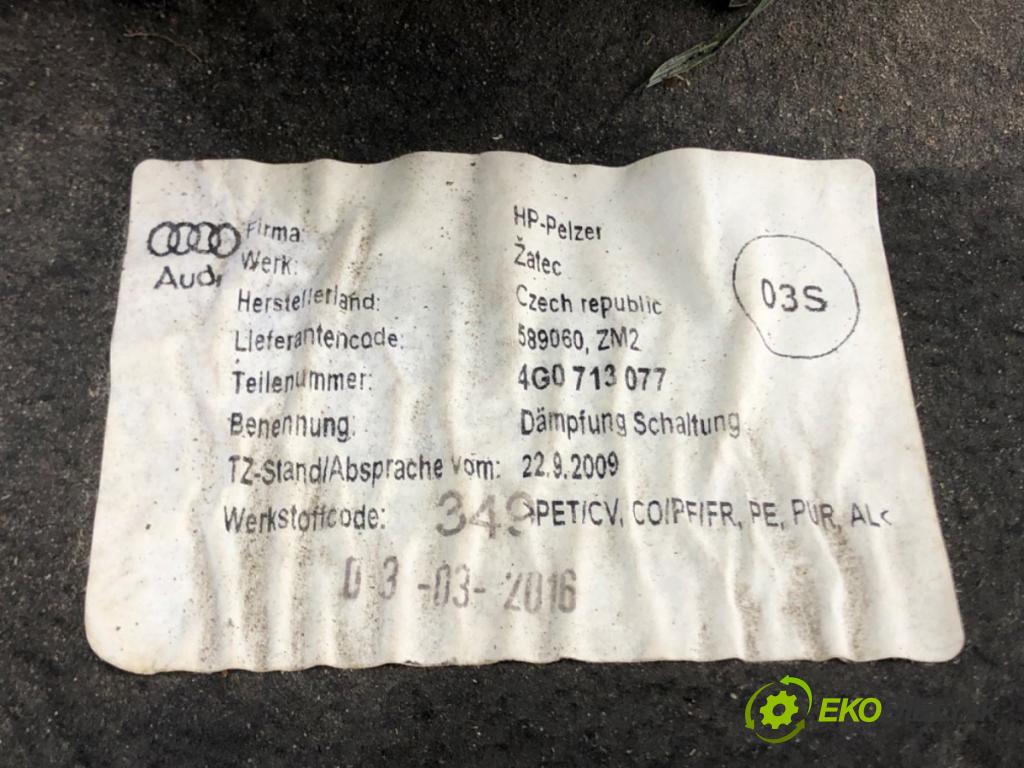 Audi
Firma: HP-Pelzer
Werk: Žatec
Herstellerland: Czech republic
Lieferantencode: 589060, ZM2
Teilenummer: 4G0 713 077
Benennung: Dämpfung Schaltung
TZ-Stand/Absprache vom: 22.9.2009
Werkstoffcode: >PET/CV, CO/PF/FR, PE, PUR, AL<
349
03S
03-03-2016
EKO